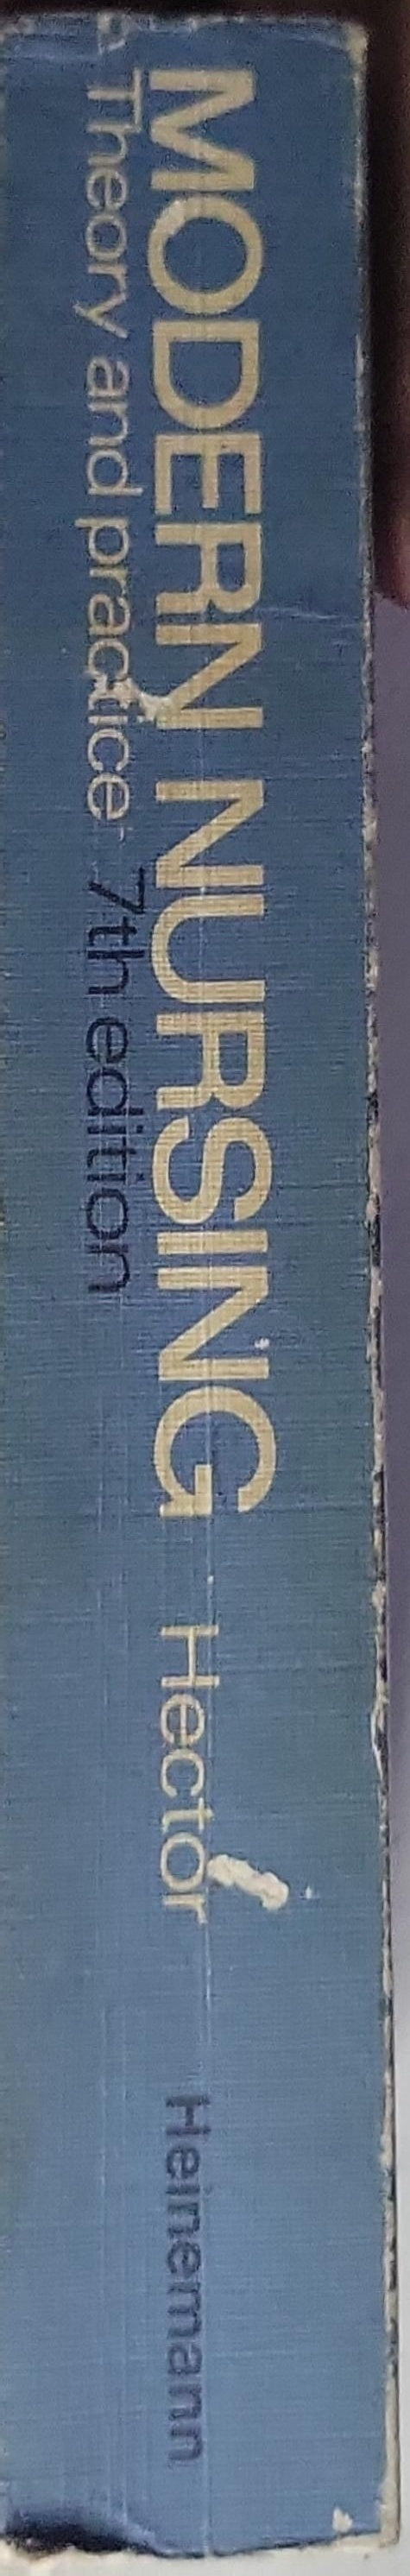 MODERN NURSING Hector Heinemann
Theory and practice 7th edition